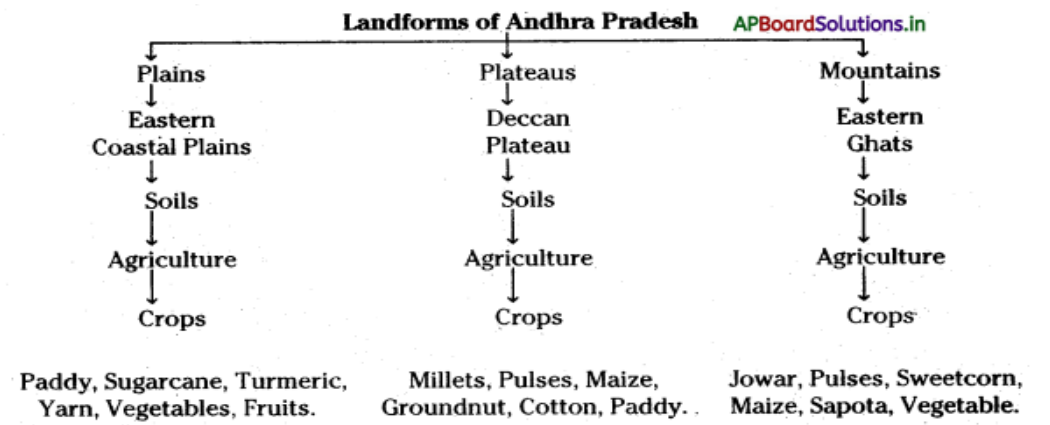 Landforms of Andhra Pradesh
APBoardSolutions.in
Plains
Eastern
Coastal Plains
Soils
Agriculture
Crops
Paddy, Sugarcane, Turmeric,
Yarn, Vegetables, Fruits.
Plateaus
Deccan
Plateau
Soils
Agriculture
Crops
Millets, Pulses, Maize,
Groundnut, Cotton, Paddy.
Mountains
Eastern
Ghats
Soils
Agriculture
Crops
Jowar, Pulses, Sweetcorn,
Maize, Sapota, Vegetable.